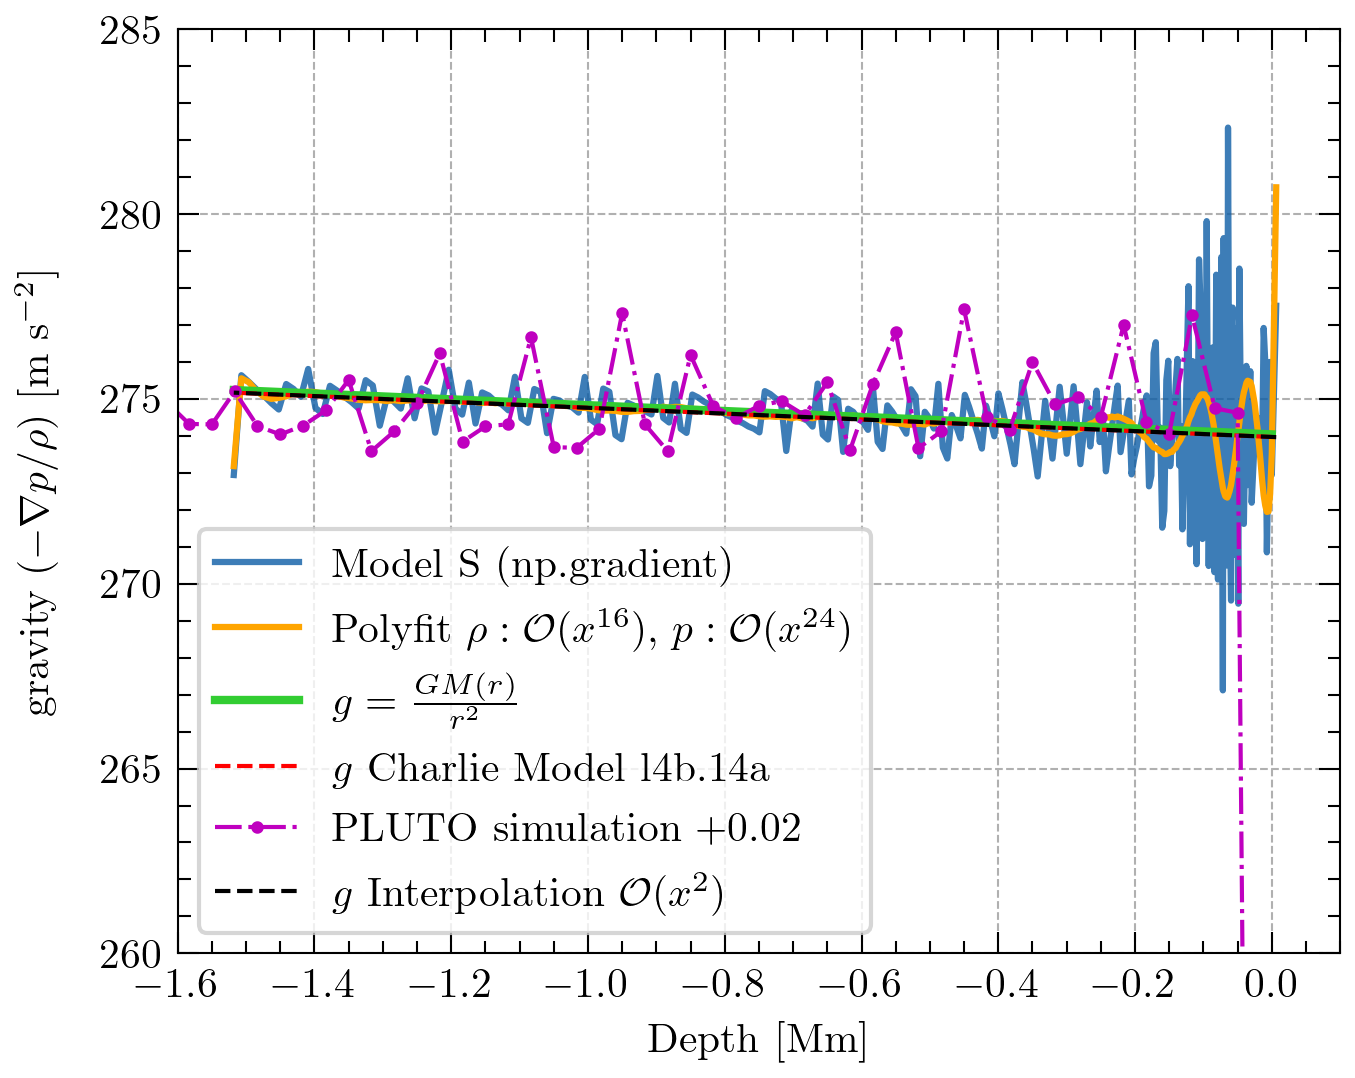 285
280
275
270
265
260
gravity (−∇p/ρ) [m s⁻²]
Model S (np.gradient)
Polyfit ρ : 𝒪(x¹⁶), p : 𝒪(x²⁴)
g = GM(r)/r²
g Charlie Model l4b.14a
PLUTO simulation +0.02
g Interpolation 𝒪(x²)
−1.6 −1.4 −1.2 −1.0 −0.8 −0.6 −0.4 −0.2 0.0
Depth [Mm]